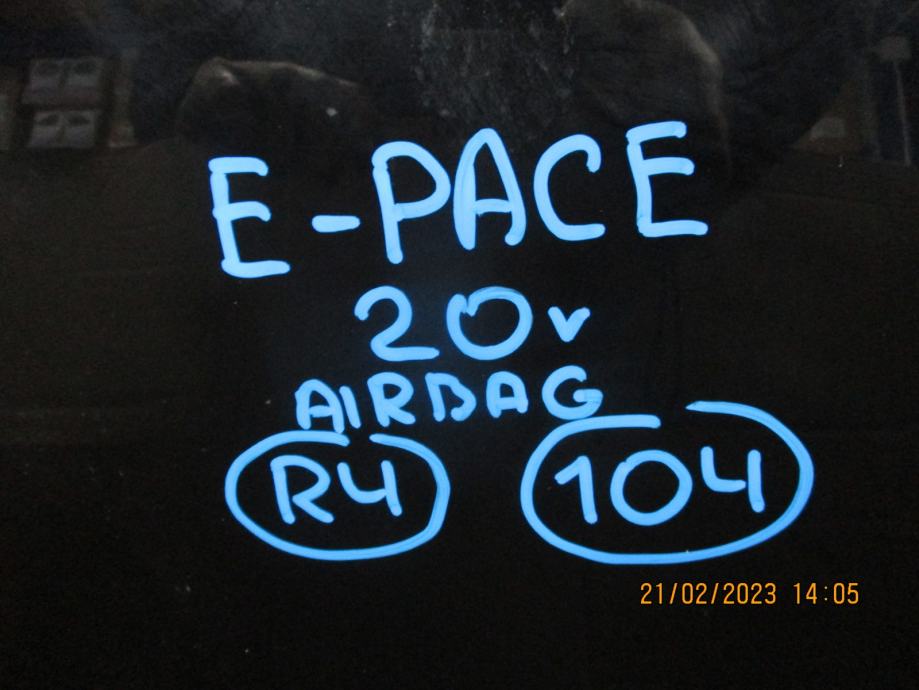 E-PACE
20v
AIRBAG
R4 104
21/02/2023 14:05